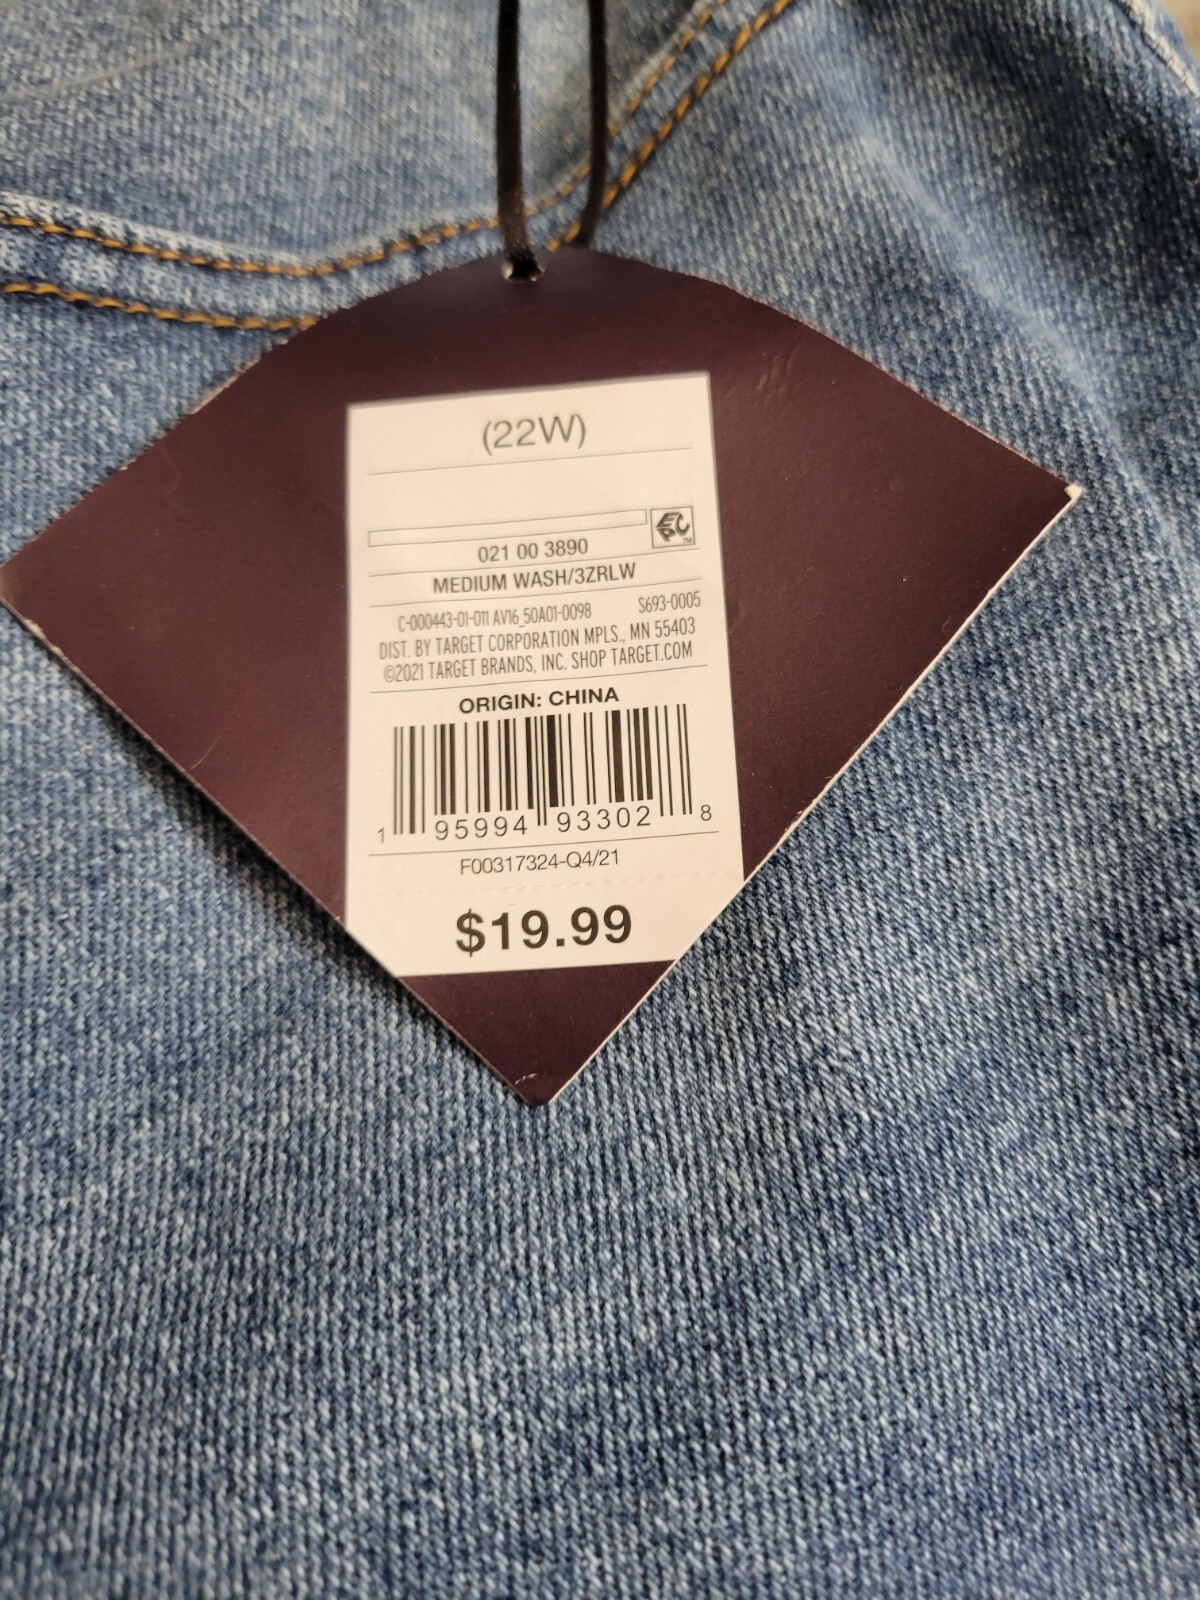 (22W)
EPC
TM
021 00 3890
MEDIUM WASH/3ZRLW
C-000443-01-011 AV16_50A01-0098 S693-0005
DIST. BY TARGET CORPORATION MPLS., MN 55403
©2021 TARGET BRANDS, INC. SHOP TARGET.COM
ORIGIN: CHINA
1 95994 93302 8
F00317324-Q4/21
$19.99